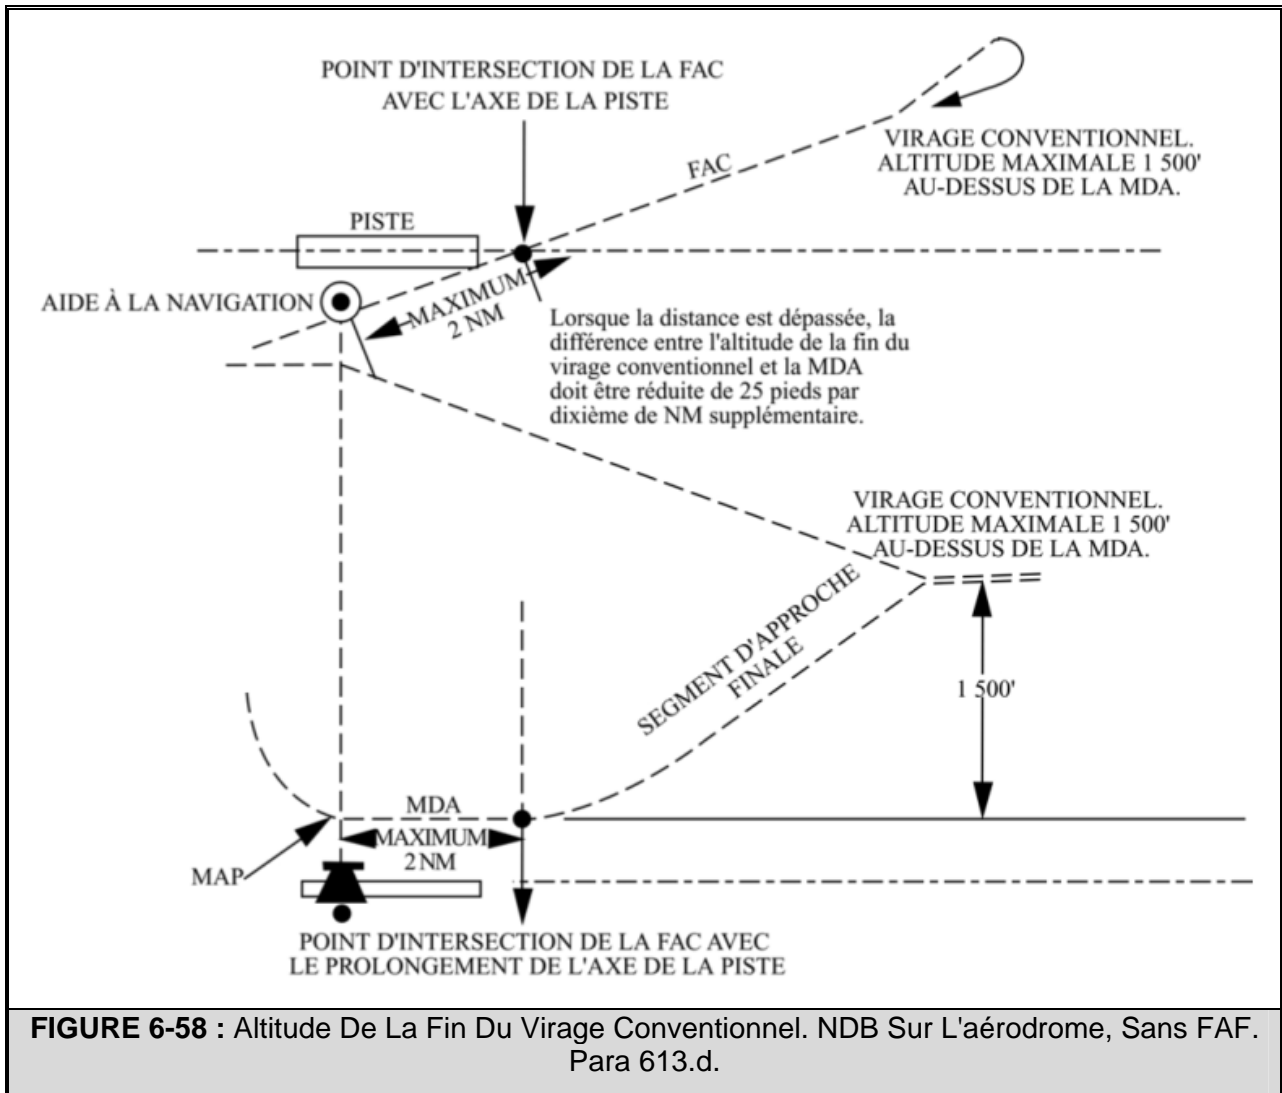 POINT D'INTERSECTION DE LA FAC
AVEC L'AXE DE LA PISTE
VIRAGE CONVENTIONNEL.
ALTITUDE MAXIMALE 1 500'
AU-DESSUS DE LA MDA.
FAC
PISTE
AIDE À LA NAVIGATION
MAXIMUM
2 NM
Lorsque la distance est dépassée, la
différence entre l'altitude de la fin du
virage conventionnel et la MDA
doit être réduite de 25 pieds par
dixième de NM supplémentaire.
VIRAGE CONVENTIONNEL.
ALTITUDE MAXIMALE 1 500'
AU-DESSUS DE LA MDA.
SEGMENT D'APPROCHE
FINALE
1 500'
MDA
MAXIMUM
2 NM
MAP
POINT D'INTERSECTION DE LA FAC AVEC
LE PROLONGEMENT DE L'AXE DE LA PISTE
FIGURE 6-58 : Altitude De La Fin Du Virage Conventionnel. NDB Sur L'aérodrome, Sans FAF.
Para 613.d.